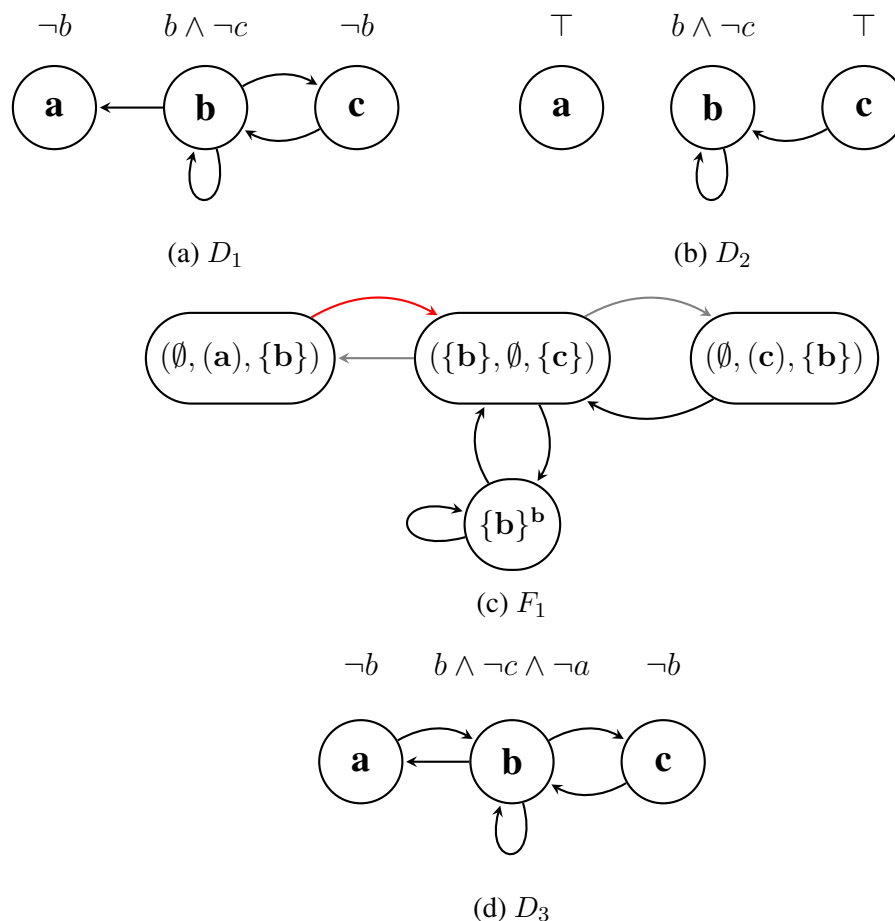 ¬b b ∧ ¬c ¬b ⊤ b ∧ ¬c ⊤
a b c a b c
(a) D₁ (b) D₂
(∅, (a), {b}) ({b}, ∅, {c}) (∅, (c), {b})
{b}ᵇ
(c) F₁
¬b b ∧ ¬c ∧ ¬a ¬b
a b c
(d) D₃